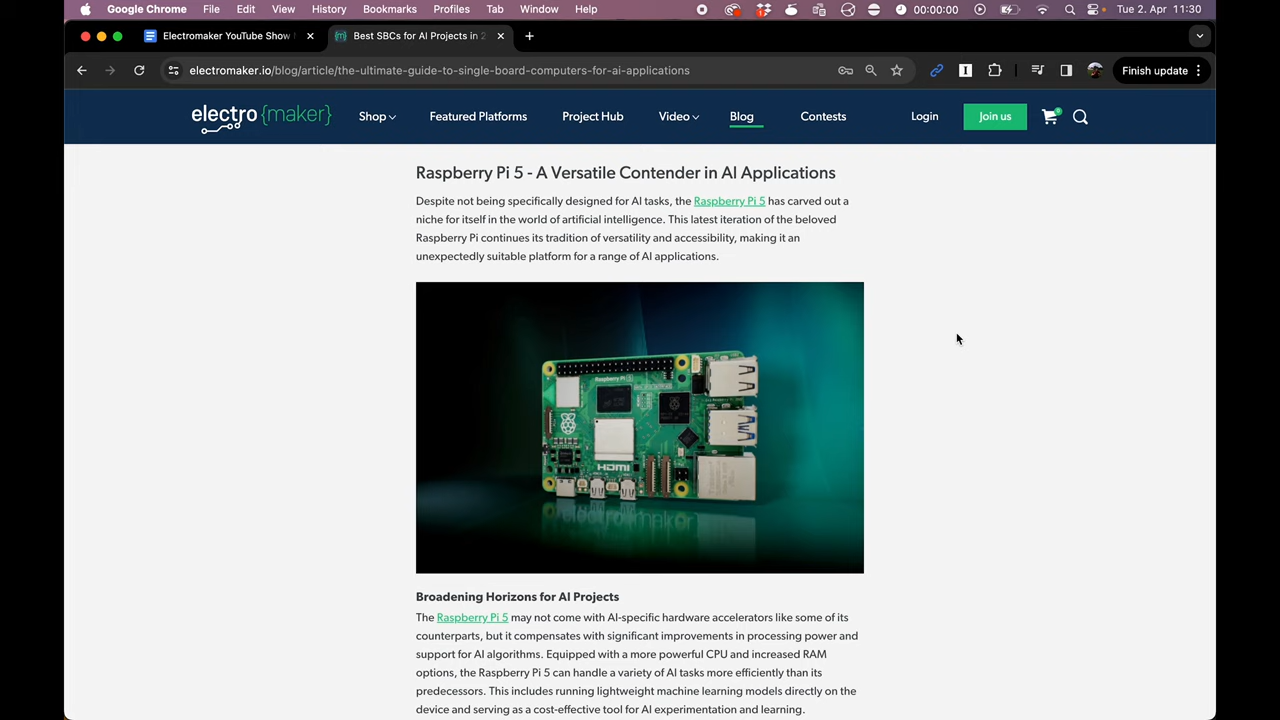 Google Chrome File Edit View History Bookmarks Profiles Tab Window Help 00:00:00 Tue 2. Apr 11:30
Electromaker YouTube Show Best SBCs for AI Projects in 2
electromaker.io/blog/article/the-ultimate-guide-to-single-board-computers-for-ai-applications Finish update
electro {maker} Shop Featured Platforms Project Hub Video Blog Contests Login Join us
Raspberry Pi 5 - A Versatile Contender in AI Applications
Despite not being specifically designed for AI tasks, the Raspberry Pi 5 has carved out a
niche for itself in the world of artificial intelligence. This latest iteration of the beloved
Raspberry Pi continues its tradition of versatility and accessibility, making it an
unexpectedly suitable platform for a range of AI applications.
Raspberry Pi 5
HDMI
Broadening Horizons for AI Projects
The Raspberry Pi 5 may not come with AI-specific hardware accelerators like some of its
counterparts, but it compensates with significant improvements in processing power and
support for AI algorithms. Equipped with a more powerful CPU and increased RAM
options, the Raspberry Pi 5 can handle a variety of AI tasks more efficiently than its
predecessors. This includes running lightweight machine learning models directly on the
device and serving as a cost-effective tool for AI experimentation and learning.